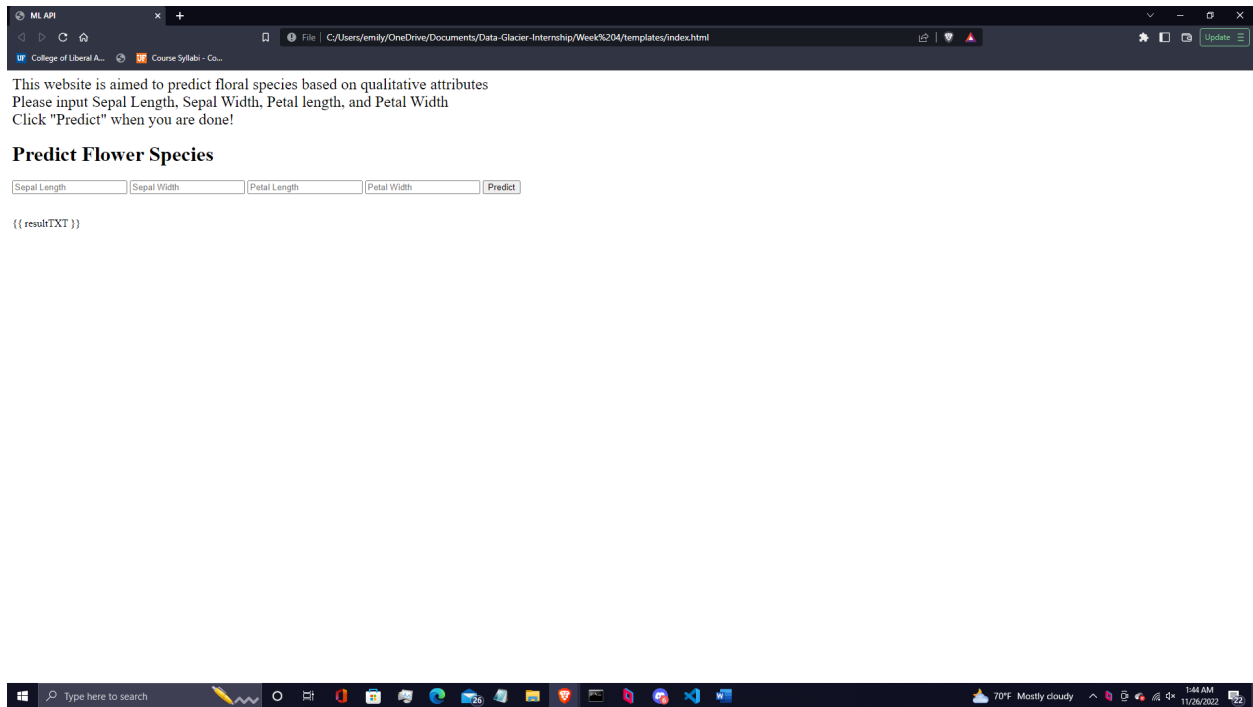 ML API
File C:/Users/emily/OneDrive/Documents/Data-Glacier-Internship/Week%204/templates/index.html
Update
UF College of Liberal A... UF Course Syllabi - Co...
This website is aimed to predict floral species based on qualitative attributes
Please input Sepal Length, Sepal Width, Petal length, and Petal Width
Click "Predict" when you are done!
Predict Flower Species
Sepal Length Sepal Width Petal Length Petal Width Predict
{{ resultTXT }}
Type here to search 26 70°F Mostly cloudy 1:44 AM 22
11/26/2022